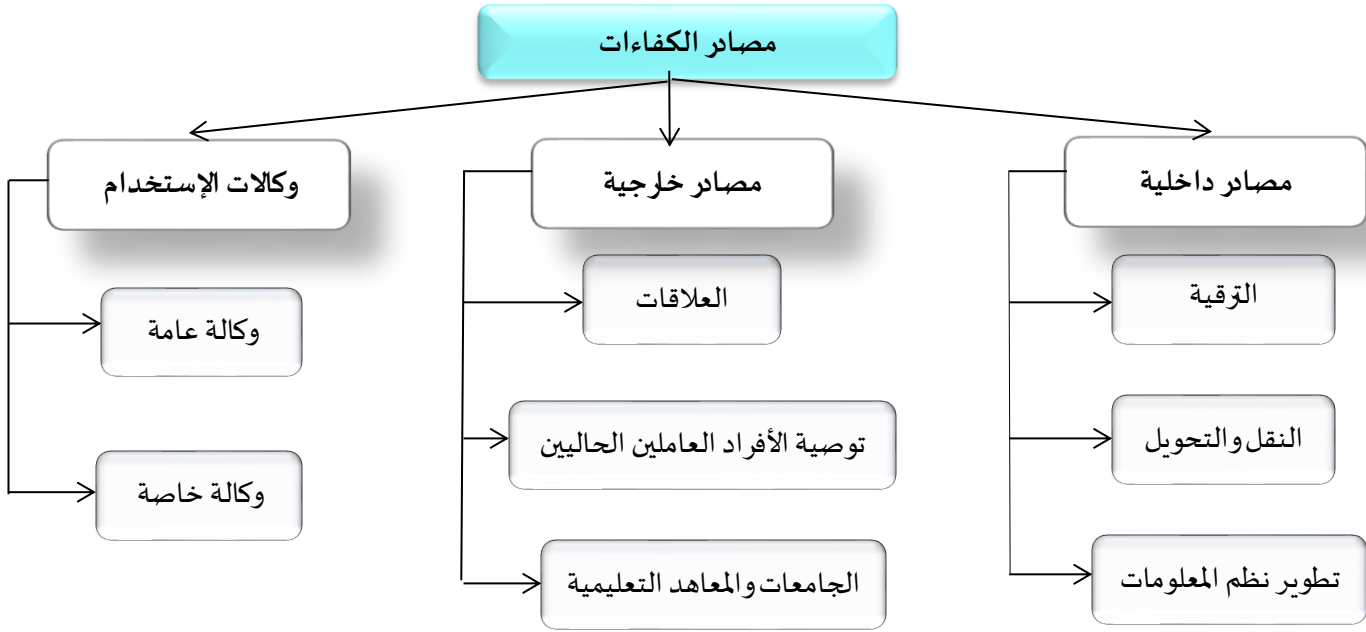 مصادر الكفاءات
مصادر داخلية
الترقية
النقل والتحويل
تطوير نظم المعلومات
مصادر خارجية
العلاقات
توصية الأفراد العاملين الحاليين
الجامعات والمعاهد التعليمية
وكالات الإستخدام
وكالة عامة
وكالة خاصة